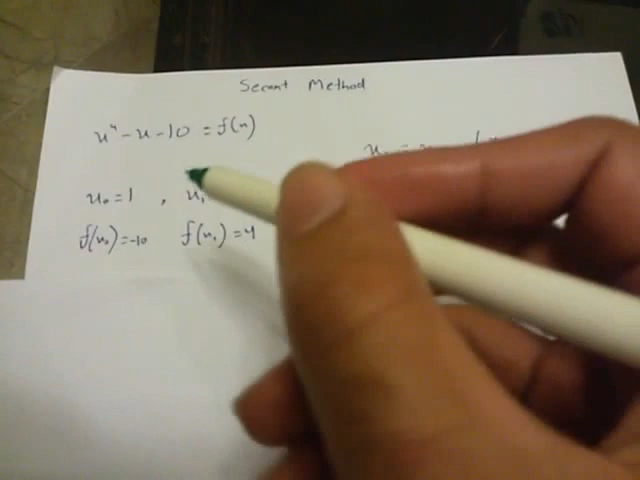 Secant Method
x⁴ - x - 10 = f(x)
x₀ = 1 , x₁
f(x₀) = -10 f(x₁) = 4